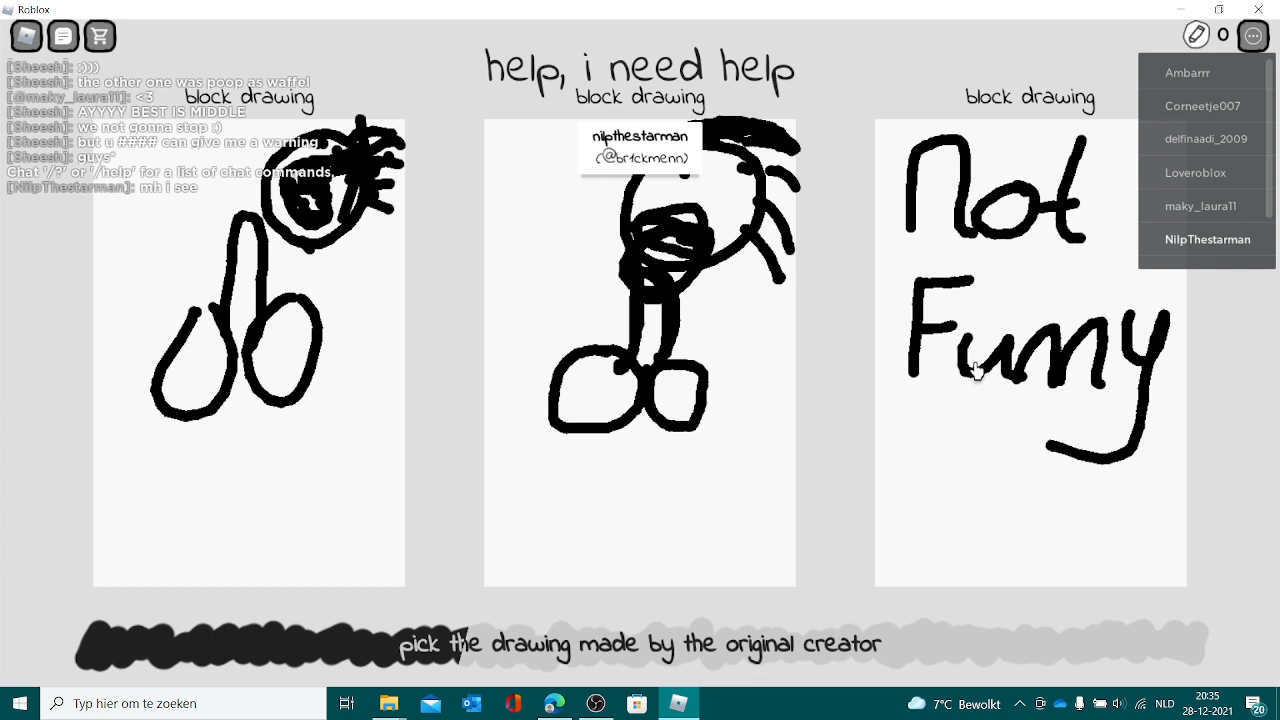 Roblox
0
help, i need help
[Sheesh]: :)))
[Sheesh]: the other one was poop as waffel
[@maky_laura11]: <3
[Sheesh]: AYYYY BEST IS MIDDLE
[Sheesh]: we not gonna stop :)
[Sheesh]: but u #### can give me a warning
[Sheesh]: guys*
Chat '/?' or '/help' for a list of chat commands.
[NilpThestarman]: mh i see
block drawing
block drawing
block drawing
nilpthestarman
(@br1ckmenn)
Not
Funny
Ambarrr
Corneetje007
delfinaadi_2009
Loveroblox
maky_laura11
NilpThestarman
pick the drawing made by the original creator
Typ hier om te zoeken
7°C Bewolkt
NLD
20:35
28-12-2021
20